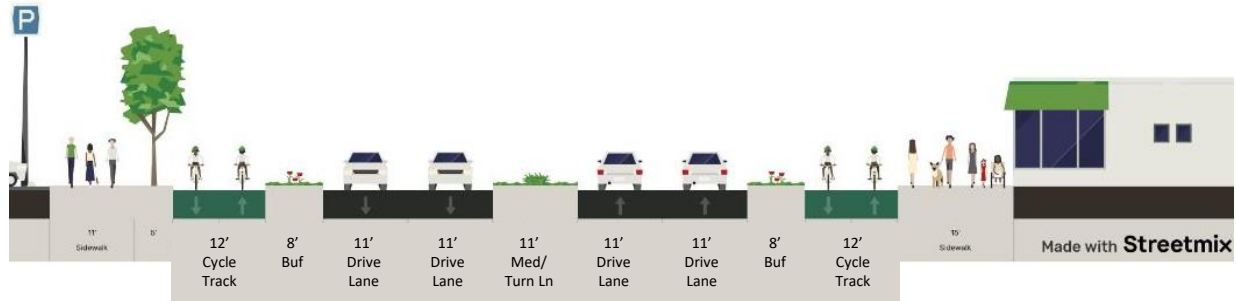 P
11'
Sidewalk
5'
12'
Cycle
Track
8'
Buf
11'
Drive
Lane
11'
Drive
Lane
11'
Med/
Turn Ln
11'
Drive
Lane
11'
Drive
Lane
8'
Buf
12'
Cycle
Track
15'
Sidewalk
Made with Streetmix